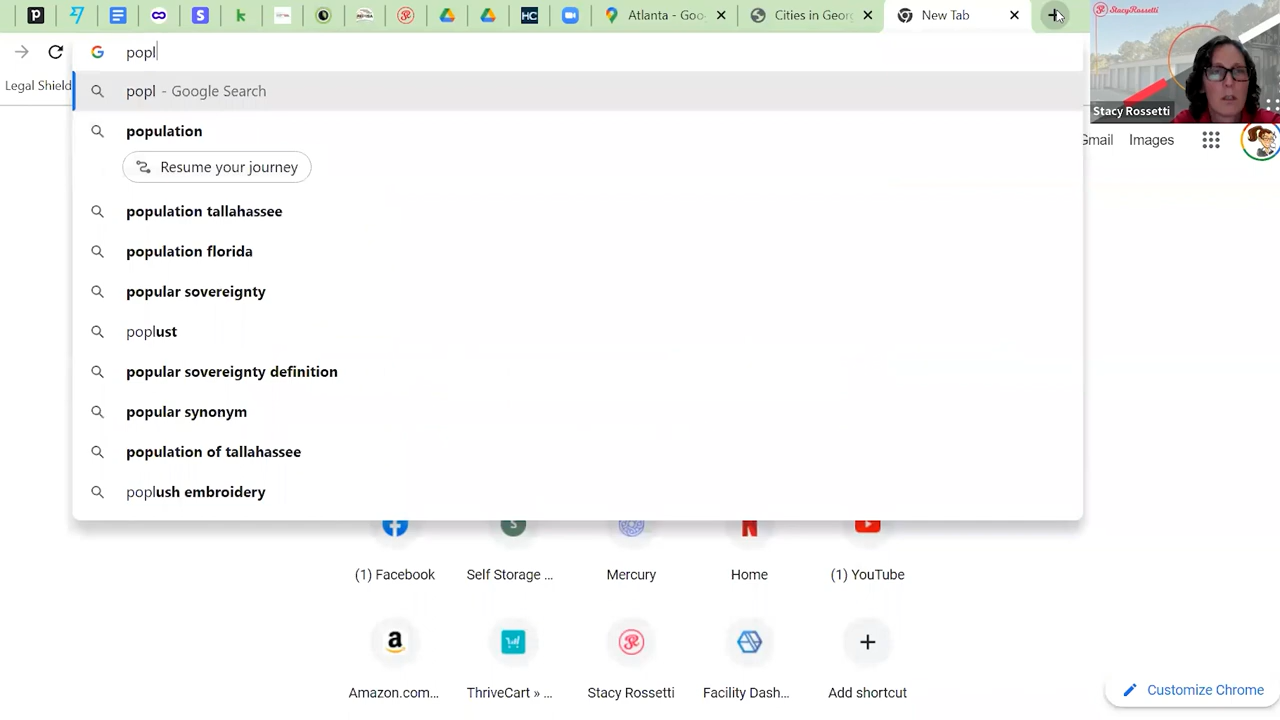 Atlanta - Goo
Cities in Geor
New Tab
StacyRossetti
popl
Legal Shield
popl - Google Search
population
Resume your journey
population tallahassee
population florida
popular sovereignty
poplust
popular sovereignty definition
popular synonym
population of tallahassee
poplush embroidery
Stacy Rossetti
Gmail Images
(1) Facebook Self Storage ... Mercury Home (1) YouTube
Amazon.com... ThriveCart » ... Stacy Rossetti Facility Dash... Add shortcut
Customize Chrome